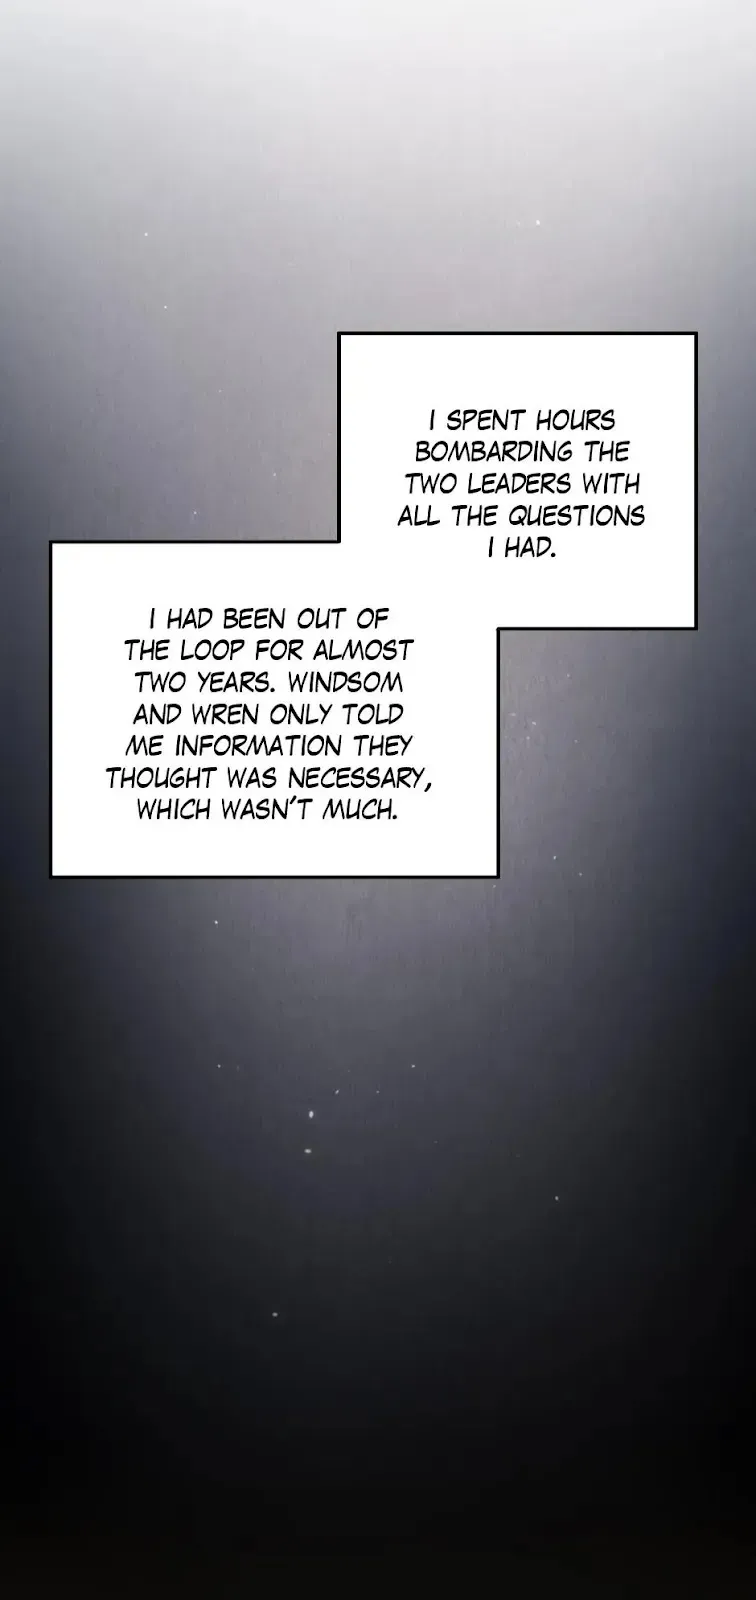 I SPENT HOURS
BOMBARDING THE
TWO LEADERS WITH
ALL THE QUESTIONS
I HAD.
I HAD BEEN OUT OF
THE LOOP FOR ALMOST
TWO YEARS. WINDSOM
AND WREN ONLY TOLD
ME INFORMATION THEY
THOUGHT WAS NECESSARY,
WHICH WASN'T MUCH.